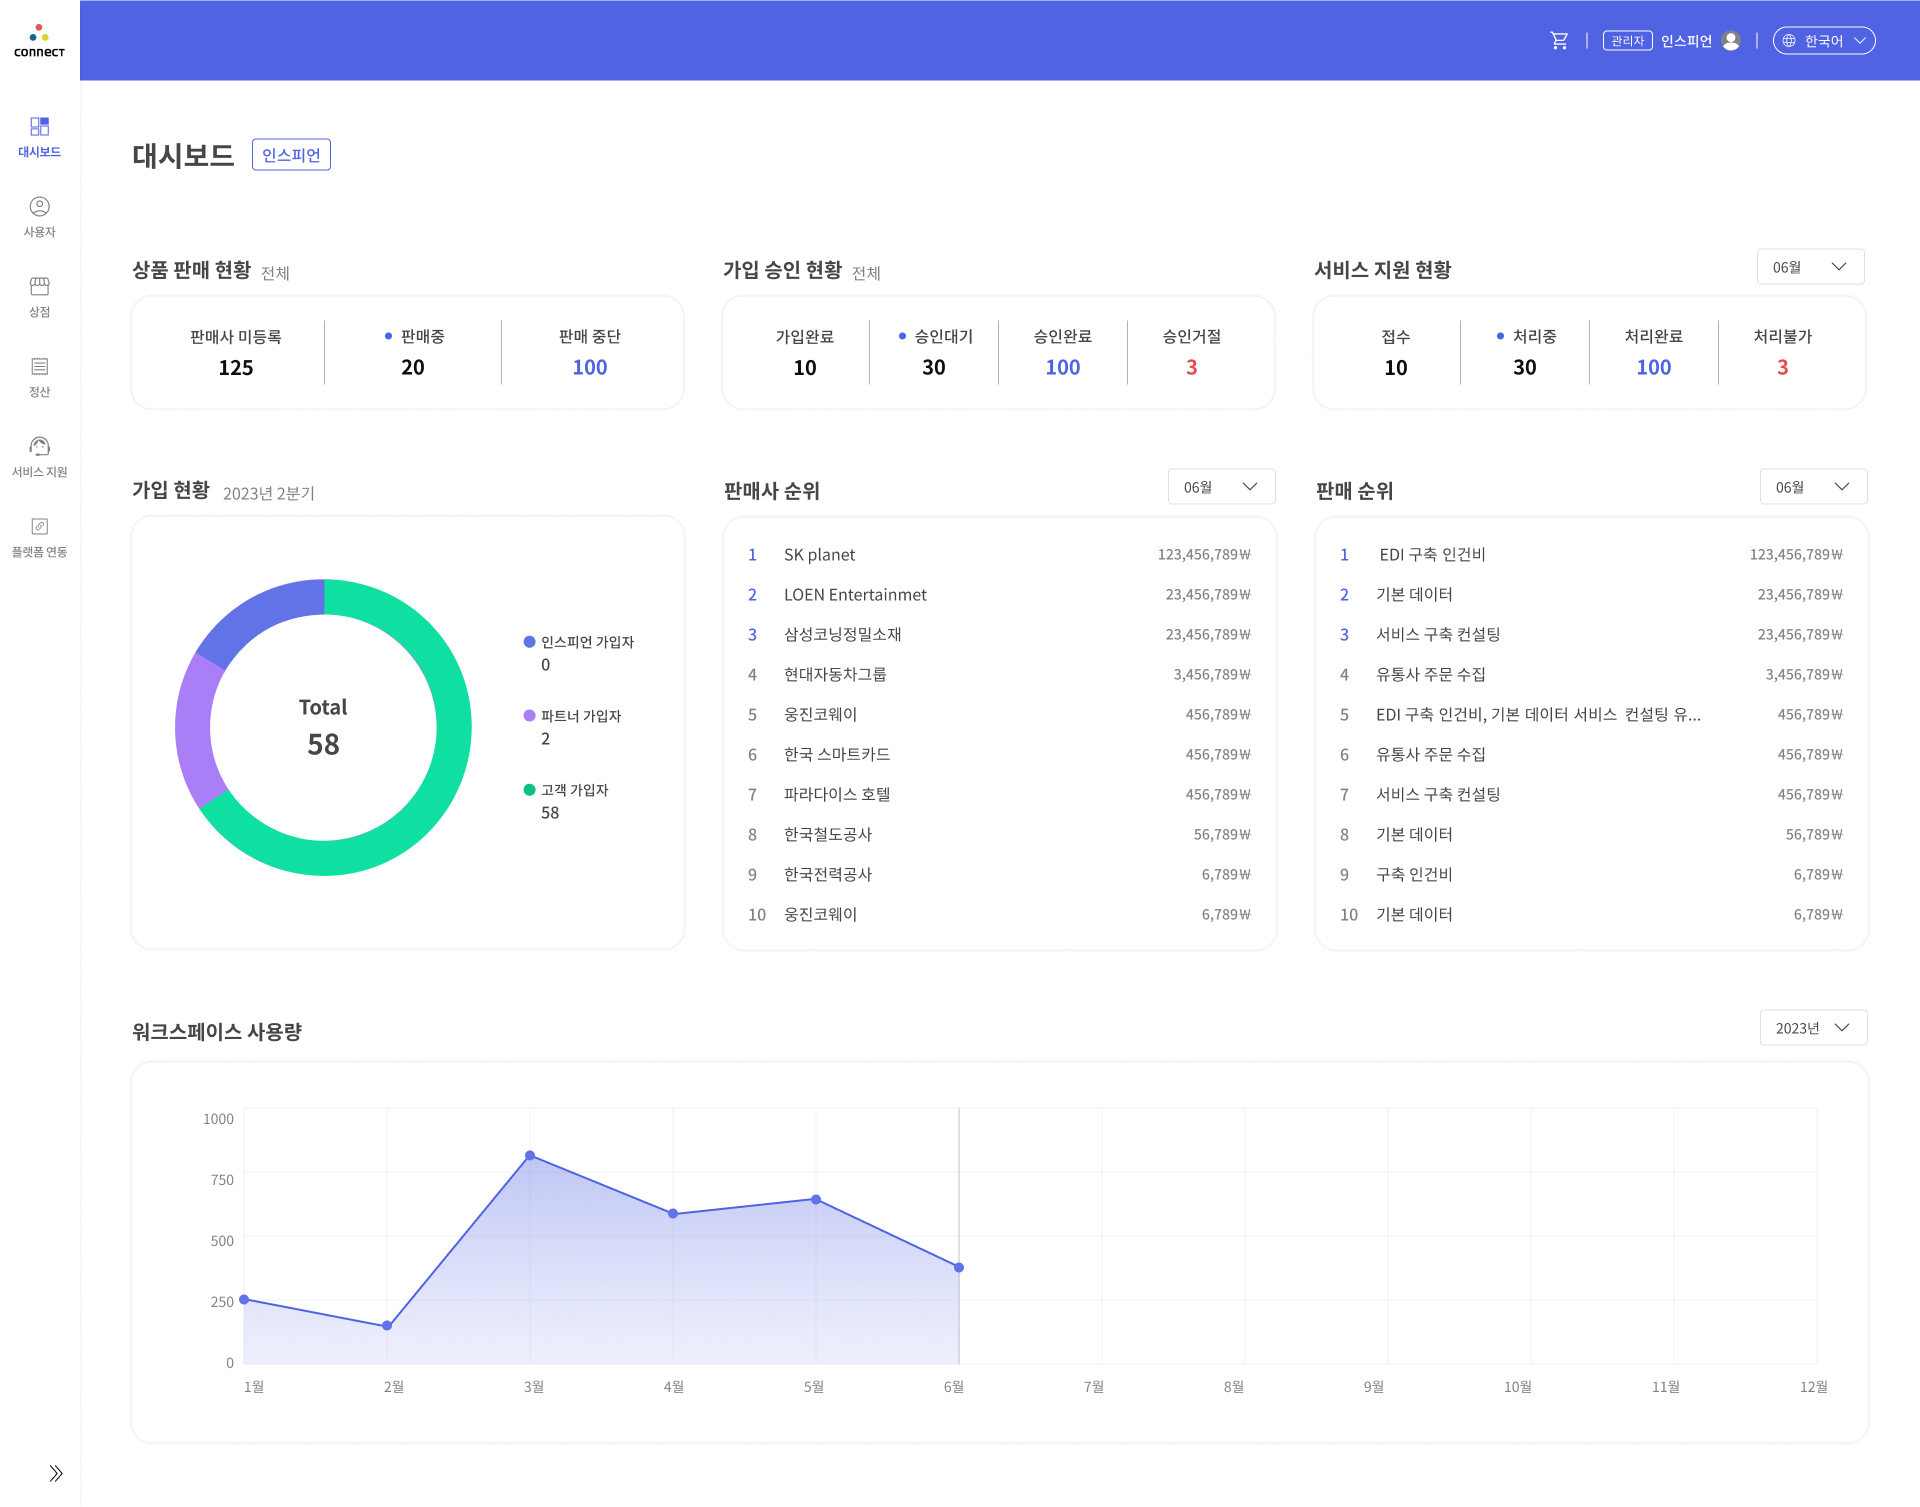 connect
관리자 인스피언 한국어
대시보드
사용자
상점
정산
서비스 지원
플랫폼 연동
대시보드 인스피언
상품 판매 현황 전체
판매사 미등록 판매중 판매 중단
125 20 100
가입 승인 현황 전체
가입완료 승인대기 승인완료 승인거절
10 30 100 3
서비스 지원 현황 06월
접수 처리중 처리완료 처리불가
10 30 100 3
가입 현황 2023년 2분기
Total
58
인스피언 가입자
0
파트너 가입자
2
고객 가입자
58
판매사 순위 06월
1 SK planet 123,456,789₩
2 LOEN Entertainmet 23,456,789₩
3 삼성코닝정밀소재 23,456,789₩
4 현대자동차그룹 3,456,789₩
5 웅진코웨이 456,789₩
6 한국 스마트카드 456,789₩
7 파라다이스 호텔 456,789₩
8 한국철도공사 56,789₩
9 한국전력공사 6,789₩
10 웅진코웨이 6,789₩
판매 순위 06월
1 EDI 구축 인건비 123,456,789₩
2 기본 데이터 23,456,789₩
3 서비스 구축 컨설팅 23,456,789₩
4 유통사 주문 수집 3,456,789₩
5 EDI 구축 인건비, 기본 데이터 서비스 컨설팅 유... 456,789₩
6 유통사 주문 수집 456,789₩
7 서비스 구축 컨설팅 456,789₩
8 기본 데이터 56,789₩
9 구축 인건비 6,789₩
10 기본 데이터 6,789₩
워크스페이스 사용량 2023년
1000
750
500
250
0
1월 2월 3월 4월 5월 6월 7월 8월 9월 10월 11월 12월